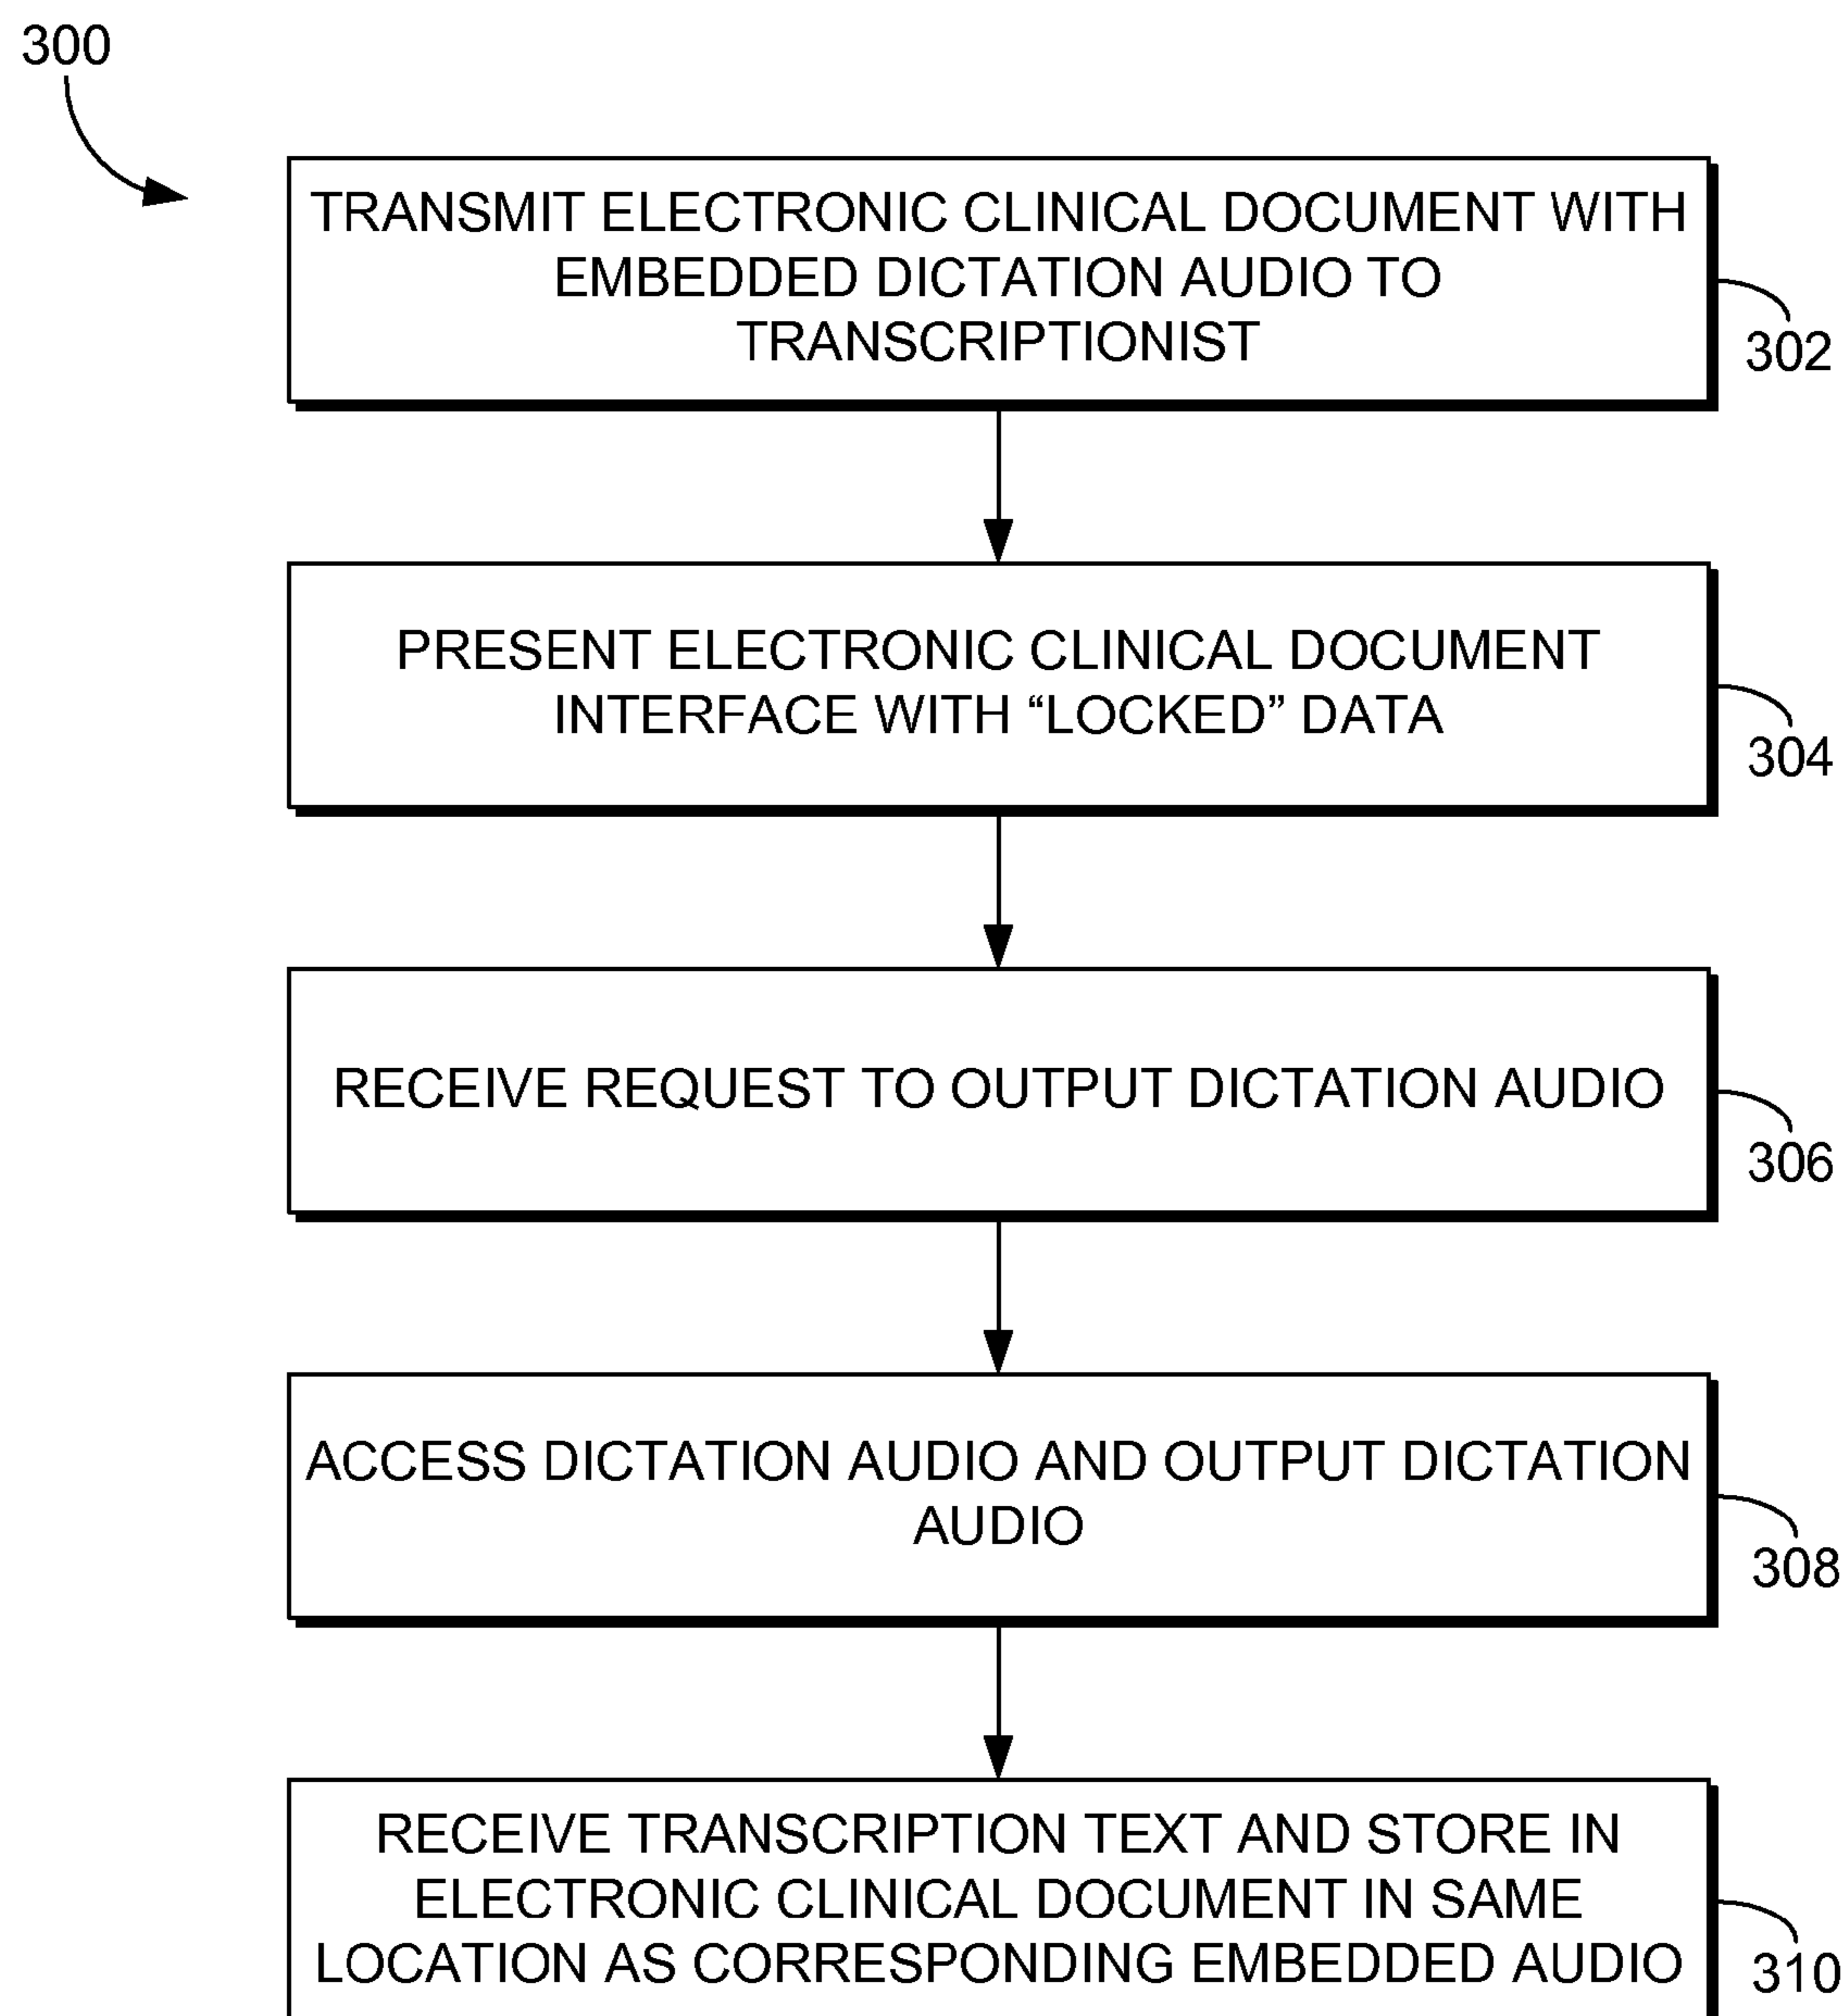 300
TRANSMIT ELECTRONIC CLINICAL DOCUMENT WITH
EMBEDDED DICTATION AUDIO TO
TRANSCRIPTIONIST
302
PRESENT ELECTRONIC CLINICAL DOCUMENT
INTERFACE WITH “LOCKED” DATA
304
RECEIVE REQUEST TO OUTPUT DICTATION AUDIO
306
ACCESS DICTATION AUDIO AND OUTPUT DICTATION
AUDIO
308
RECEIVE TRANSCRIPTION TEXT AND STORE IN
ELECTRONIC CLINICAL DOCUMENT IN SAME
LOCATION AS CORRESPONDING EMBEDDED AUDIO
310